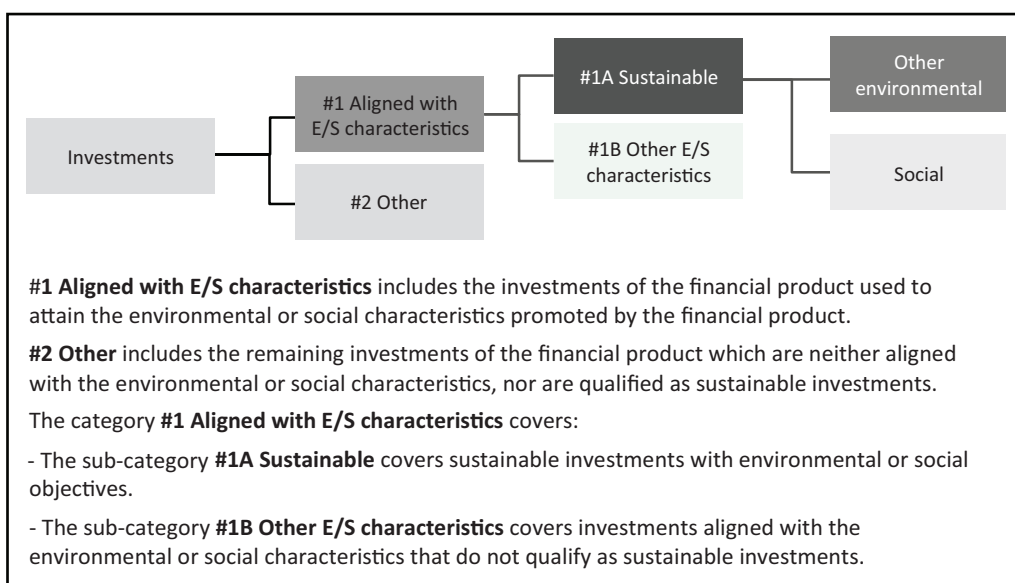 Investments
#1 Aligned with
E/S characteristics
#2 Other
#1A Sustainable
#1B Other E/S
characteristics
Other
environmental
Social
#1 Aligned with E/S characteristics includes the investments of the financial product used to
attain the environmental or social characteristics promoted by the financial product.
#2 Other includes the remaining investments of the financial product which are neither aligned
with the environmental or social characteristics, nor are qualified as sustainable investments.
The category #1 Aligned with E/S characteristics covers:
- The sub-category #1A Sustainable covers sustainable investments with environmental or social
objectives.
- The sub-category #1B Other E/S characteristics covers investments aligned with the
environmental or social characteristics that do not qualify as sustainable investments.